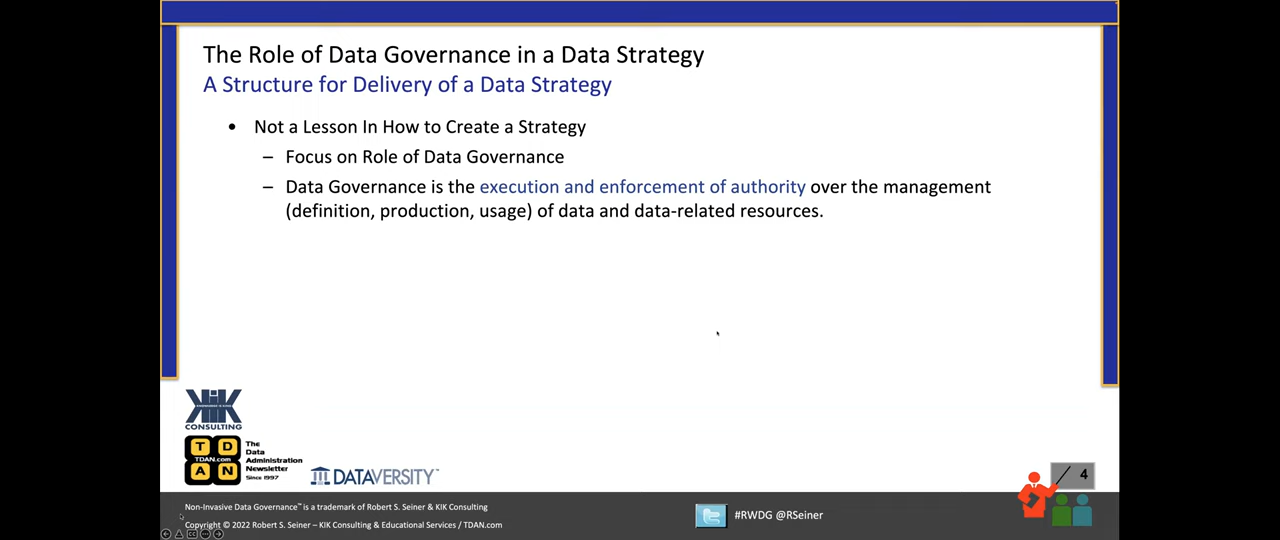 The Role of Data Governance in a Data Strategy
A Structure for Delivery of a Data Strategy
• Not a Lesson In How to Create a Strategy
– Focus on Role of Data Governance
– Data Governance is the execution and enforcement of authority over the management
(definition, production, usage) of data and data-related resources.
KIK
CONSULTING
T D
TDAN.com
A N
The
Data
Administration
Newsletter
Since 1997
DATAVERSITY™
4
Non-Invasive Data Governance™ is a trademark of Robert S. Seiner & KIK Consulting
Copyright © 2022 Robert S. Seiner – KIK Consulting & Educational Services / TDAN.com
#RWDG @RSeiner